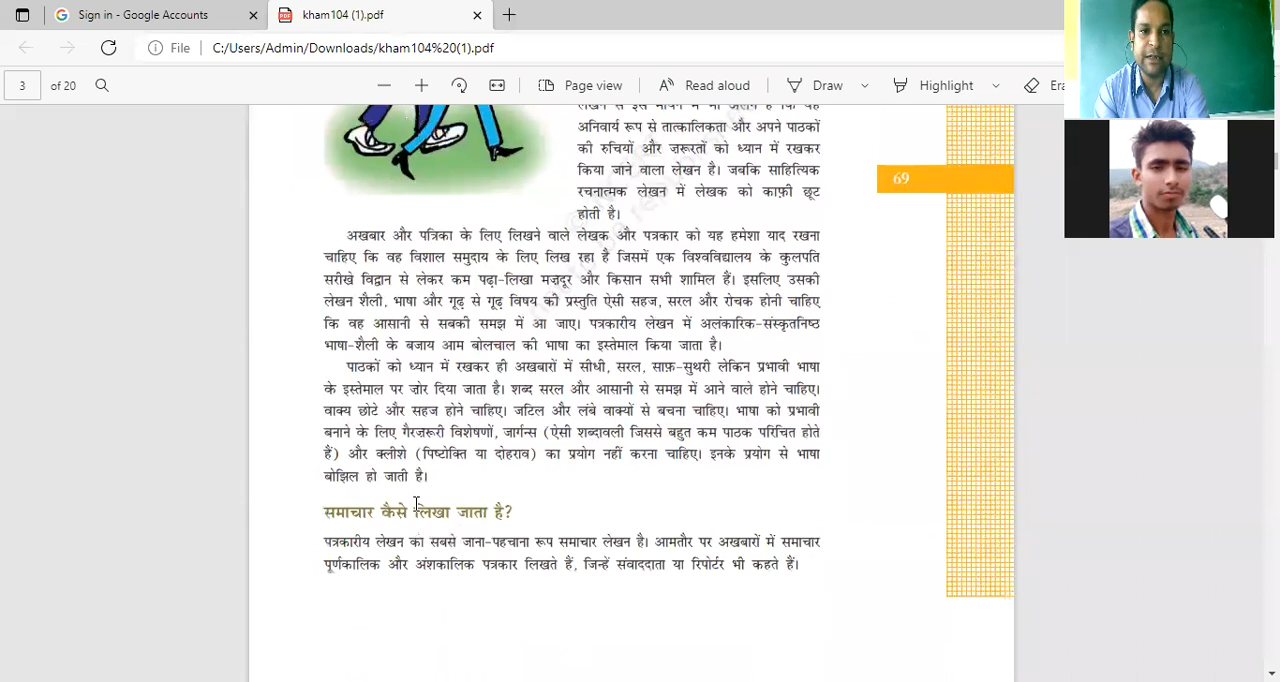 Sign in - Google Accounts
kham104 (1).pdf
File
C:/Users/Admin/Downloads/kham104%20(1).pdf
3
of 20
Page view
Read aloud
Draw
Highlight
Era
लेखन से इस मायने में भी अलग है कि यह
अनिवार्य रूप से तात्कालिकता और अपने पाठकों
की रुचियों और ज़रूरतों को ध्यान में रखकर
किया जाने वाला लेखन है। जबकि साहित्यिक
रचनात्मक लेखन में लेखक को काफ़ी छूट
होती है।
69
अखबार और पत्रिका के लिए लिखने वाले लेखक और पत्रकार को यह हमेशा याद रखना
चाहिए कि वह विशाल समुदाय के लिए लिख रहा है जिसमें एक विश्वविद्यालय के कुलपति
सरीखे विद्वान से लेकर कम पढ़ा-लिखा मज़दूर और किसान सभी शामिल हैं। इसलिए उसकी
लेखन शैली, भाषा और गूढ़ से गूढ़ विषय की प्रस्तुति ऐसी सहज, सरल और रोचक होनी चाहिए
कि वह आसानी से सबकी समझ में आ जाए। पत्रकारीय लेखन में अलंकारिक-संस्कृतनिष्ठ
भाषा-शैली के बजाय आम बोलचाल की भाषा का इस्तेमाल किया जाता है।
पाठकों को ध्यान में रखकर ही अखबारों में सीधी, सरल, साफ़-सुथरी लेकिन प्रभावी भाषा
के इस्तेमाल पर ज़ोर दिया जाता है। शब्द सरल और आसानी से समझ में आने वाले होने चाहिए।
वाक्य छोटे और सहज होने चाहिए। जटिल और लंबे वाक्यों से बचना चाहिए। भाषा को प्रभावी
बनाने के लिए गैरज़रूरी विशेषणों, जार्गन्स (ऐसी शब्दावली जिससे बहुत कम पाठक परिचित होते
हैं) और क्लीशे (पिष्टोक्ति या दोहराव) का प्रयोग नहीं करना चाहिए। इनके प्रयोग से भाषा
बोझिल हो जाती है।
समाचार कैसे लिखा जाता है?
पत्रकारीय लेखन का सबसे जाना-पहचाना रूप समाचार लेखन है। आमतौर पर अखबारों में समाचार
पूर्णकालिक और अंशकालिक पत्रकार लिखते हैं, जिन्हें संवाददाता या रिपोर्टर भी कहते हैं।